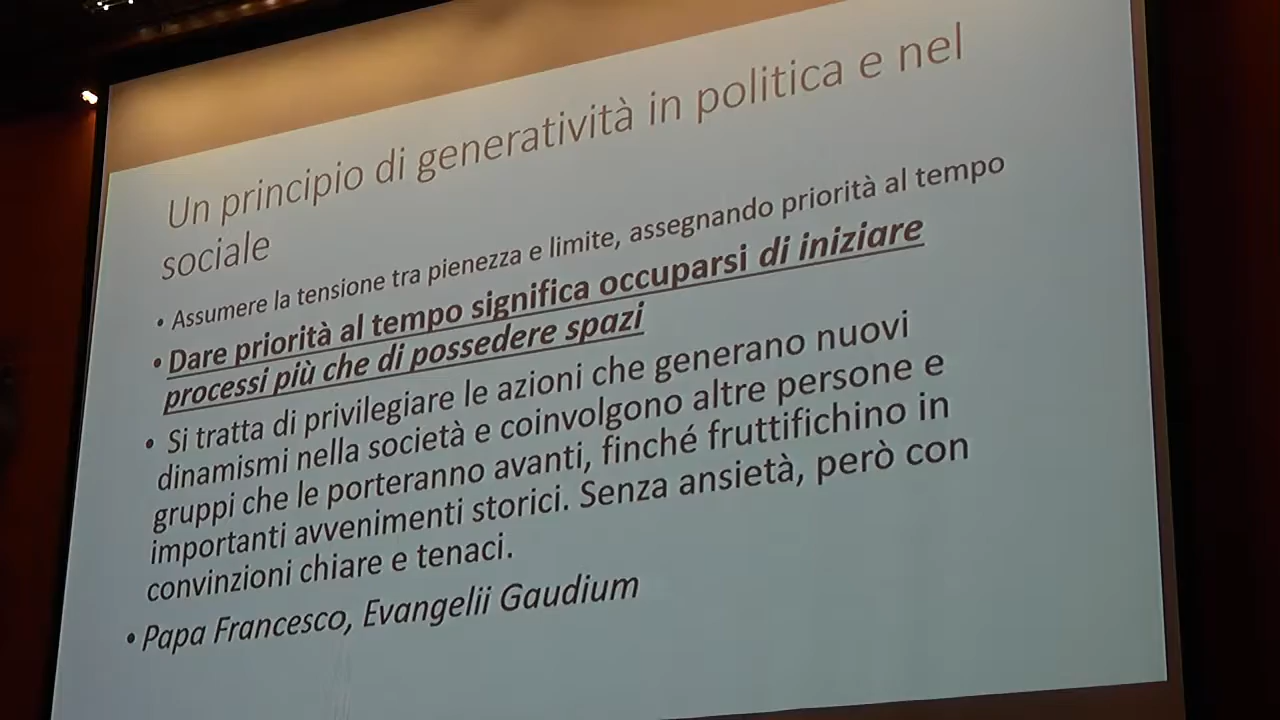 Un principio di generatività in politica e nel
sociale
• Assumere la tensione tra pienezza e limite, assegnando priorità al tempo
• Dare priorità al tempo significa occuparsi di iniziare
processi più che di possedere spazi
• Si tratta di privilegiare le azioni che generano nuovi
dinamismi nella società e coinvolgono altre persone e
gruppi che le porteranno avanti, finché fruttifichino in
importanti avvenimenti storici. Senza ansietà, però con
convinzioni chiare e tenaci.
• Papa Francesco, Evangelii Gaudium